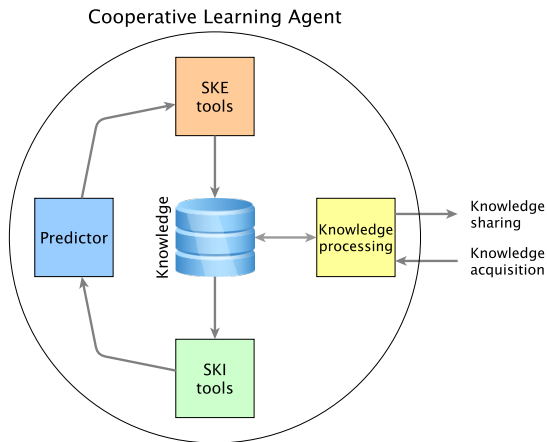 Cooperative Learning Agent
SKE
tools
Knowledge
Predictor
Knowledge
processing
Knowledge
sharing
Knowledge
acquisition
SKI
tools